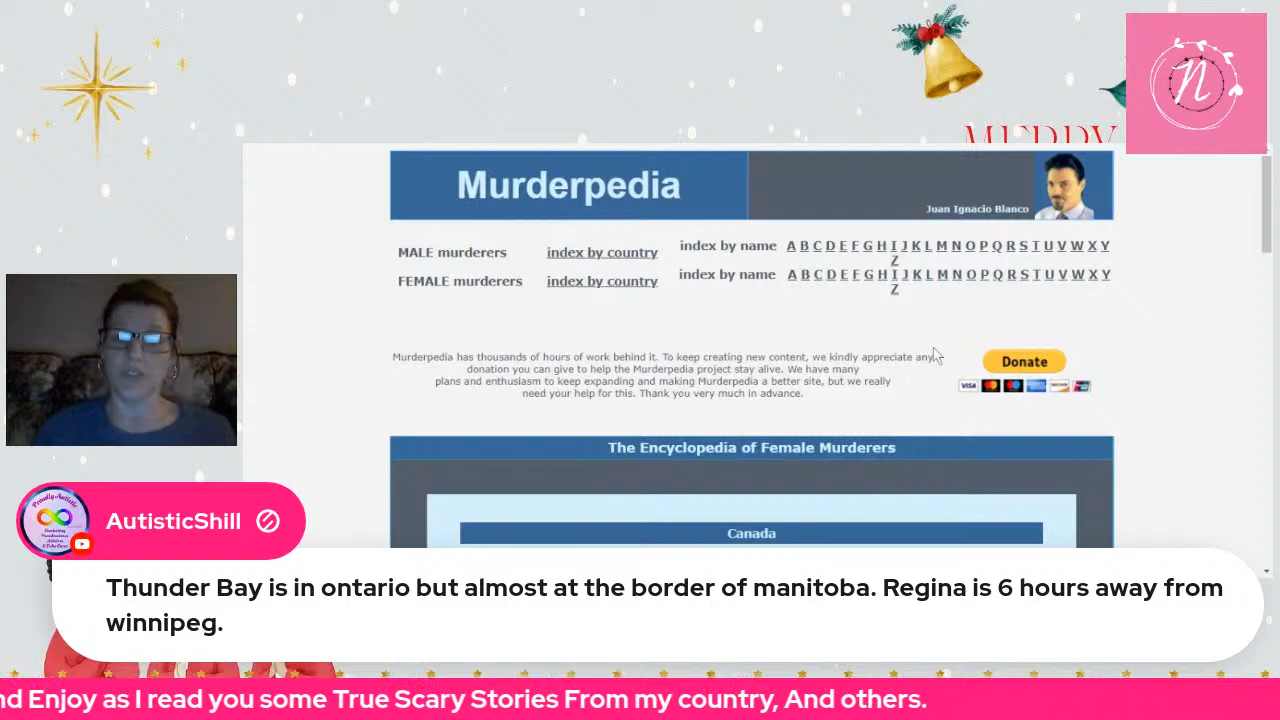 MERRY
n
Murderpedia
Juan Ignacio Blanco
MALE murderers index by country index by name A B C D E F G H I J K L M N O P Q R S T U V W X Y
Z
FEMALE murderers index by country index by name A B C D E F G H I J K L M N O P Q R S T U V W X Y
Z
Murderpedia has thousands of hours of work behind it. To keep creating new content, we kindly appreciate any
donation you can give to help the Murderpedia project stay alive. We have many
plans and enthusiasm to keep expanding and making Murderpedia a better site, but we really
need your help for this. Thank you very much in advance.
Donate
VISA
The Encyclopedia of Female Murderers
Canada
Proudly Autistic
AutisticShill
Thunder Bay is in ontario but almost at the border of manitoba. Regina is 6 hours away from
winnipeg.
nd Enjoy as I read you some True Scary Stories From my country, And others.